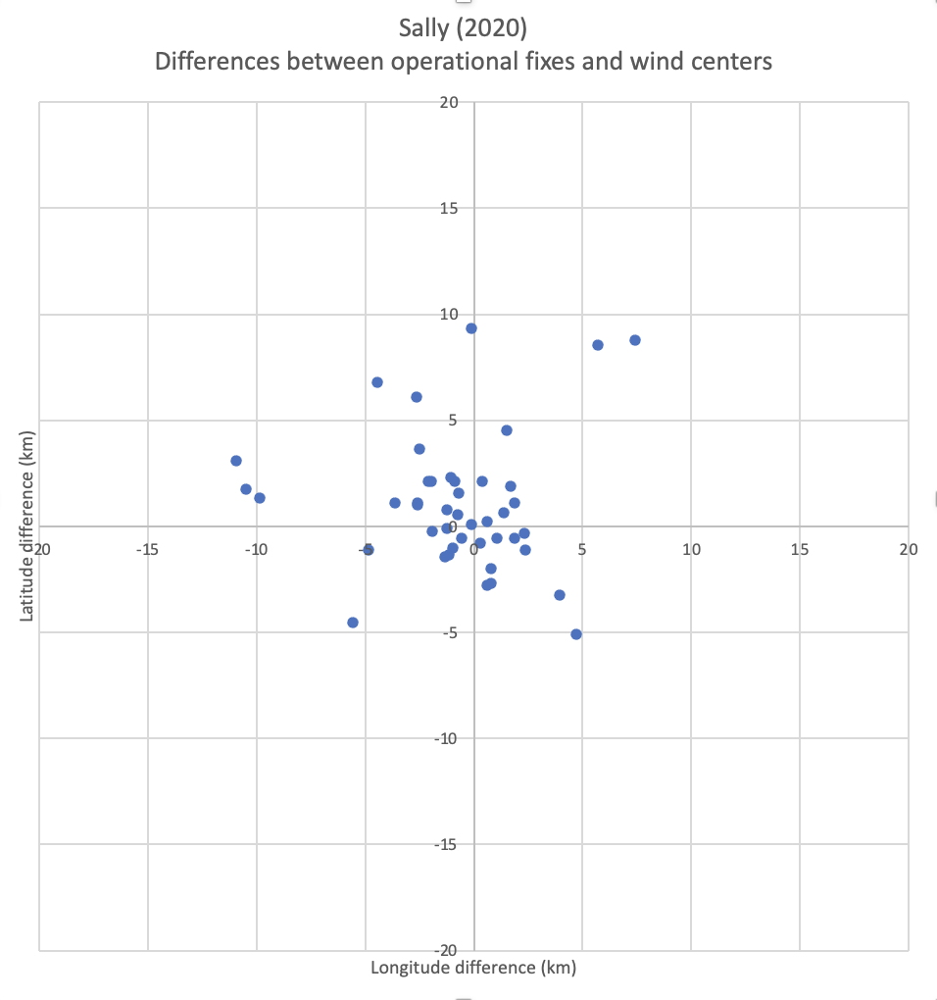 Sally (2020)
Differences between operational fixes and wind centers
20
15
10
5
0
-20 -15 -10 -5 0 5 10 15 20
-5
-10
-15
-20
Latitude difference (km)
Longitude difference (km)